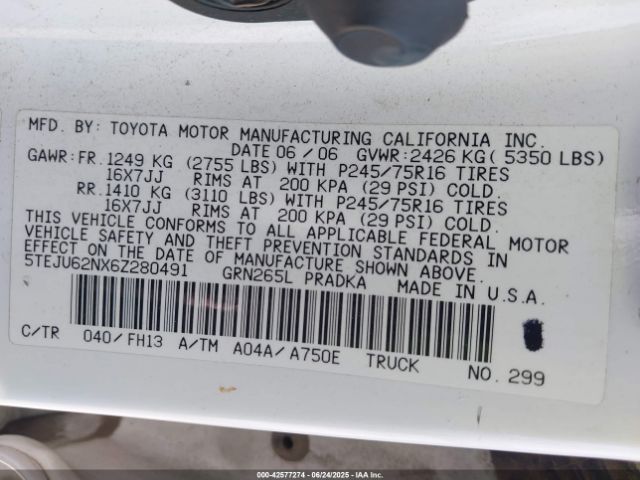 MFD. BY: TOYOTA MOTOR MANUFACTURING CALIFORNIA INC.
DATE 06/06 GVWR: 2426 KG ( 5350 LBS)
GAWR: FR. 1249 KG (2755 LBS) WITH P245/75R16 TIRES
16X7JJ RIMS AT 200 KPA (29 PSI) COLD.
RR. 1410 KG (3110 LBS) WITH P245/75R16 TIRES
16X7JJ RIMS AT 200 KPA (29 PSI) COLD.
THIS VEHICLE CONFORMS TO ALL APPLICABLE FEDERAL MOTOR
VEHICLE SAFETY AND THEFT PREVENTION STANDARDS IN
EFFECT ON THE DATE OF MANUFACTURE SHOWN ABOVE.
5TEJU62NX6Z280491 GRN265L PRADKA MADE IN U.S.A.
C/TR 040/FH13 A/TM A04A/A750E TRUCK NO. 299
000-42577274 - 06/24/2025 - IAA Inc.